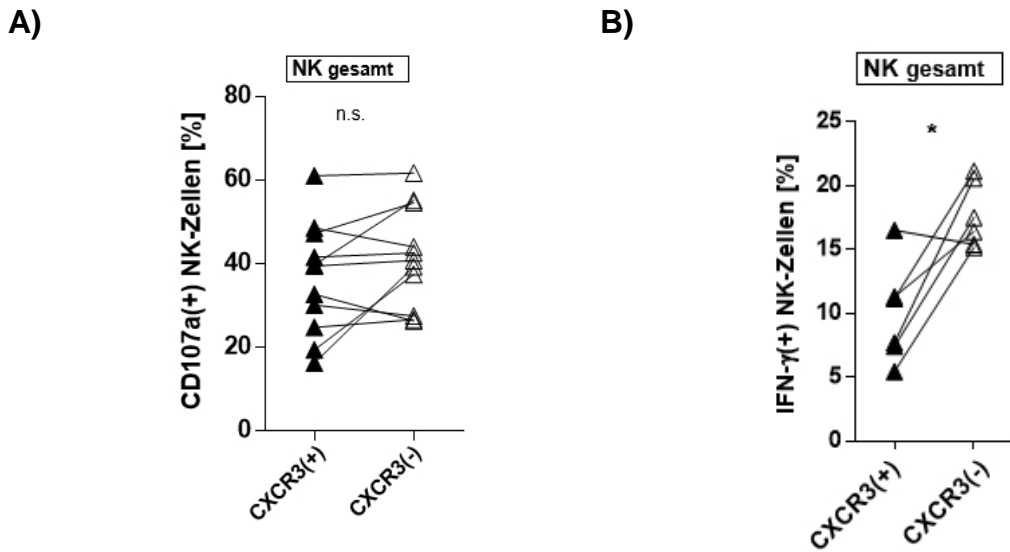 A)
NK gesamt
n.s.
CD107a(+) NK-Zellen [%]
80
60
40
20
0
CXCR3(+)
CXCR3(-)
B)
NK gesamt
*
IFN-γ(+) NK-Zellen [%]
25
20
15
10
5
0
CXCR3(+)
CXCR3(-)